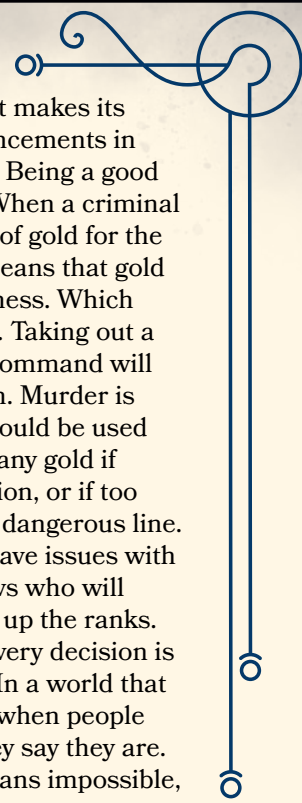 t makes its
ncements in
Being a good
When a criminal
of gold for the
eans that gold
ness. Which
. Taking out a
ommand will
n. Murder is
ould be used
any gold if
ion, or if too
dangerous line.
ave issues with
vs who will
up the ranks.
very decision is
In a world that
when people
ey say they are.
ans impossible,